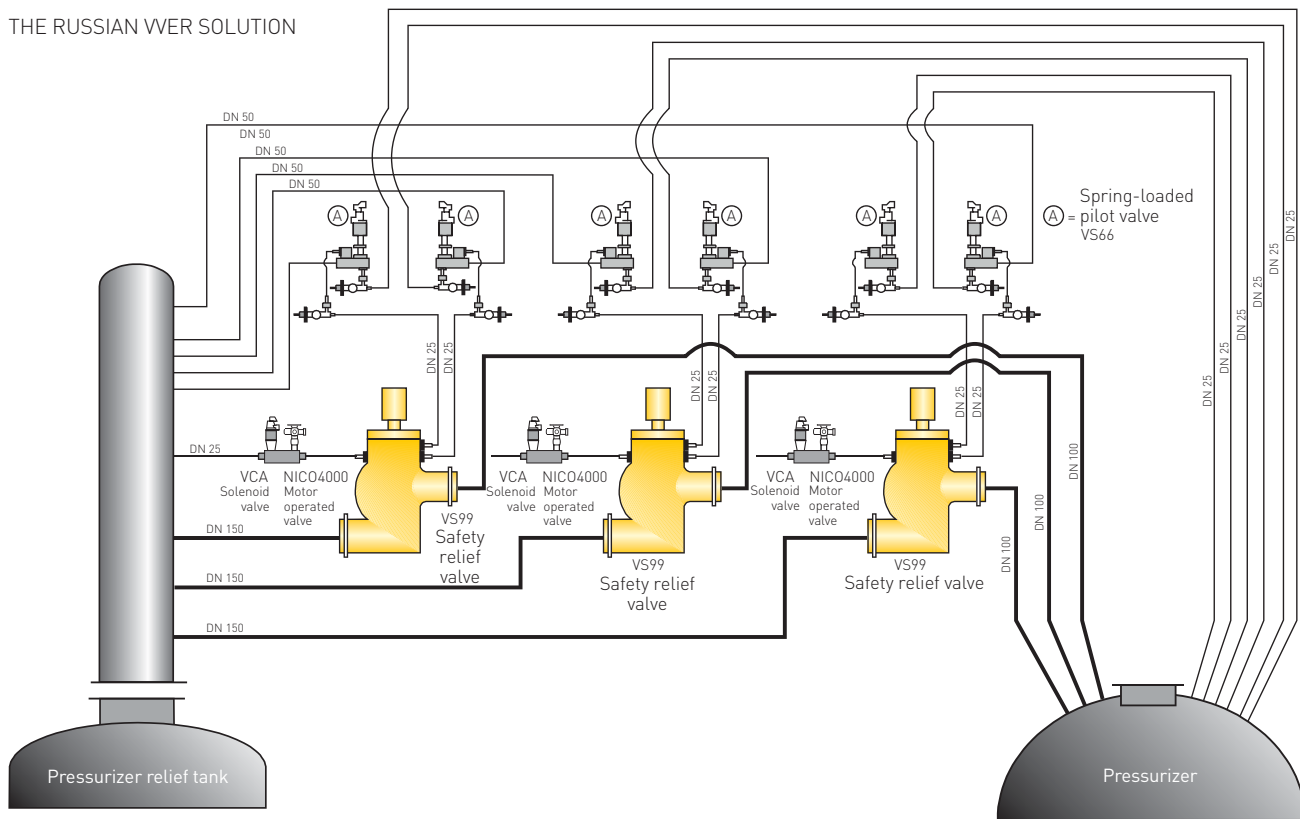 THE RUSSIAN VVER SOLUTION
DN 50
DN 50
DN 50
DN 50
DN 50
A
A
A
A
A
A
A = Spring-loaded
pilot valve
VS66
DN 25
DN 25
DN 25
DN 25
DN 25
DN 25
DN 25
DN 25
DN 25
DN 25
DN 25
DN 25
DN 25
VCA
Solenoid
valve
NICO4000
Motor
operated
valve
VCA
Solenoid
valve
NICO4000
Motor
operated
valve
VCA
Solenoid
valve
NICO4000
Motor
operated
valve
VS99
Safety
relief
valve
VS99
Safety relief
valve
VS99
Safety relief valve
DN 150
DN 150
DN 150
DN 100
DN 100
DN 100
Pressurizer relief tank
Pressurizer